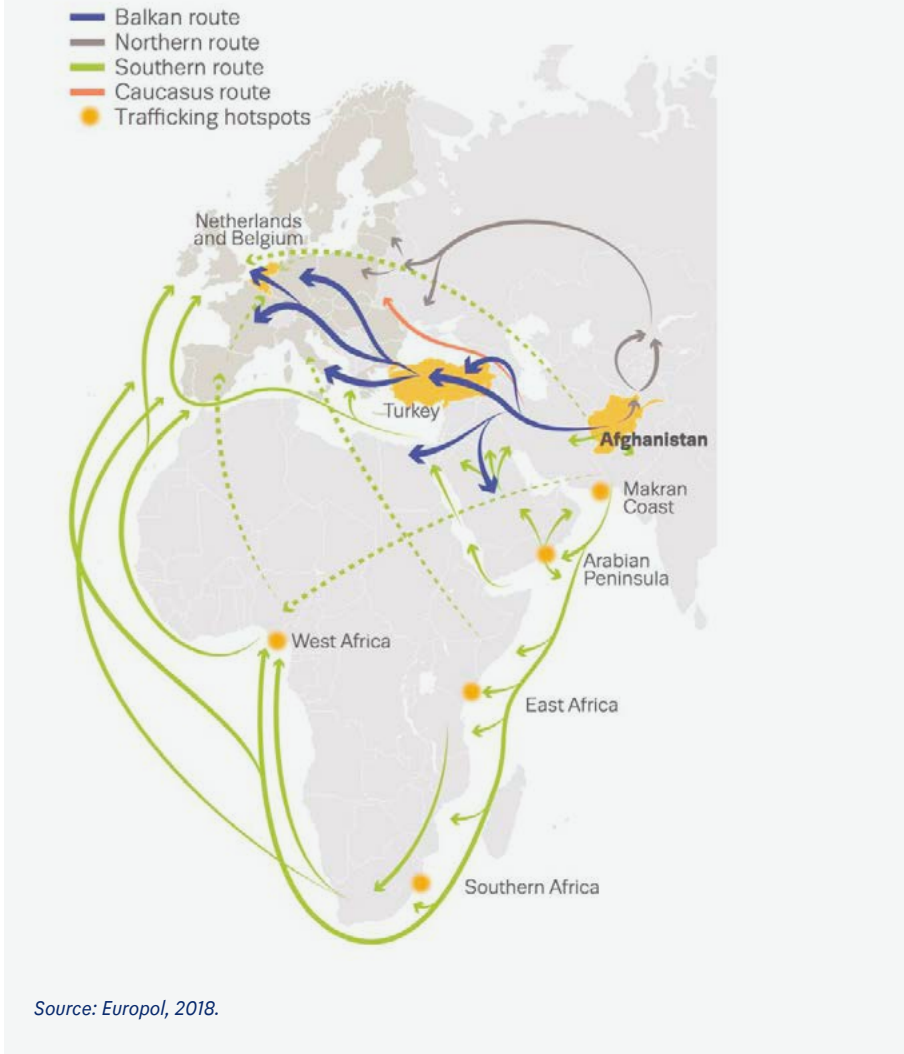 Balkan route
Northern route
Southern route
Caucasus route
Trafficking hotspots
Netherlands
and Belgium
Turkey
Afghanistan
Makran
Coast
Arabian
Peninsula
West Africa
East Africa
Southern Africa
Source: Europol, 2018.